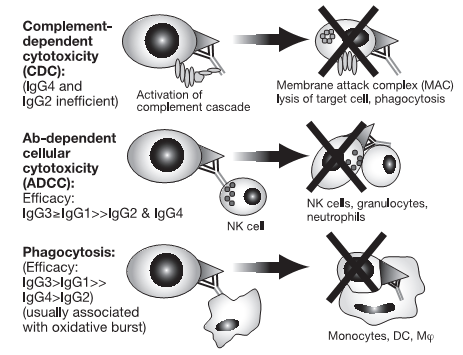 Complement-
dependent
cytotoxicity
(CDC):
(IgG4 and
IgG2 inefficient)
Activation of
complement cascade
Membrane attack complex (MAC)
lysis of target cell, phagocytosis
Ab-dependent
cellular
cytotoxicity
(ADCC):
Efficacy:
IgG3≥IgG1>>IgG2 & IgG4
NK cell
NK cells, granulocytes,
neutrophils
Phagocytosis:
(Efficacy:
IgG3>IgG1>>
IgG4>IgG2)
(usually associated
with oxidative burst)
Monocytes, DC, Mφ